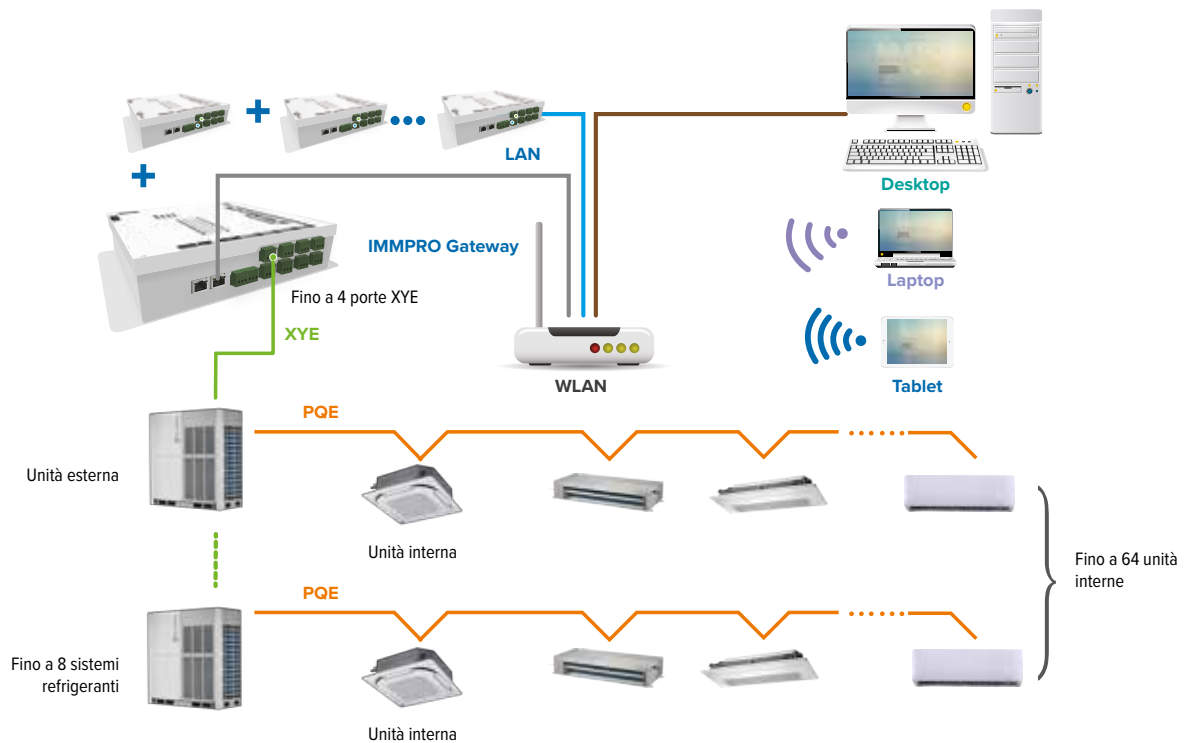 LAN
Desktop
IMMPRO Gateway
Laptop
Fino a 4 porte XYE
XYE
WLAN
Tablet
PQE
Unità esterna
Unità interna
Fino a 64 unità
interne
PQE
Fino a 8 sistemi
refrigeranti
Unità interna